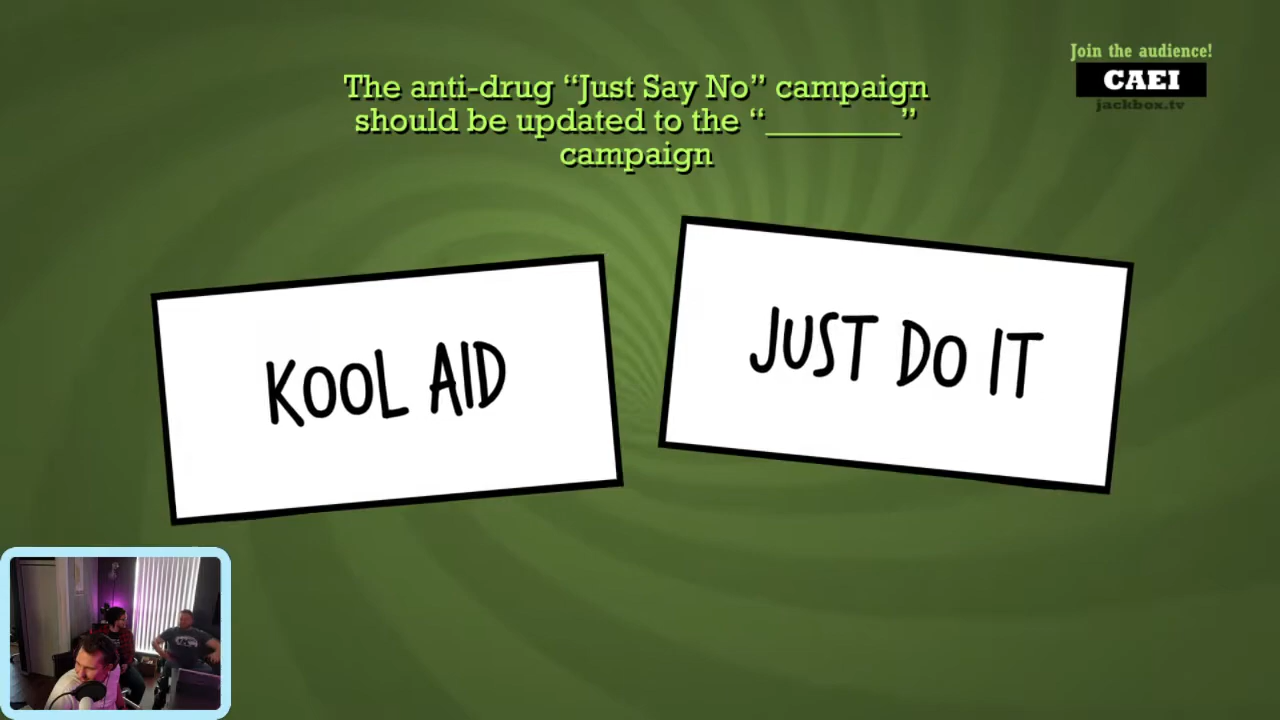 Join the audience!
CAEI
jackbox.tv
The anti-drug “Just Say No” campaign
should be updated to the “________”
campaign
KOOL AID
JUST DO IT